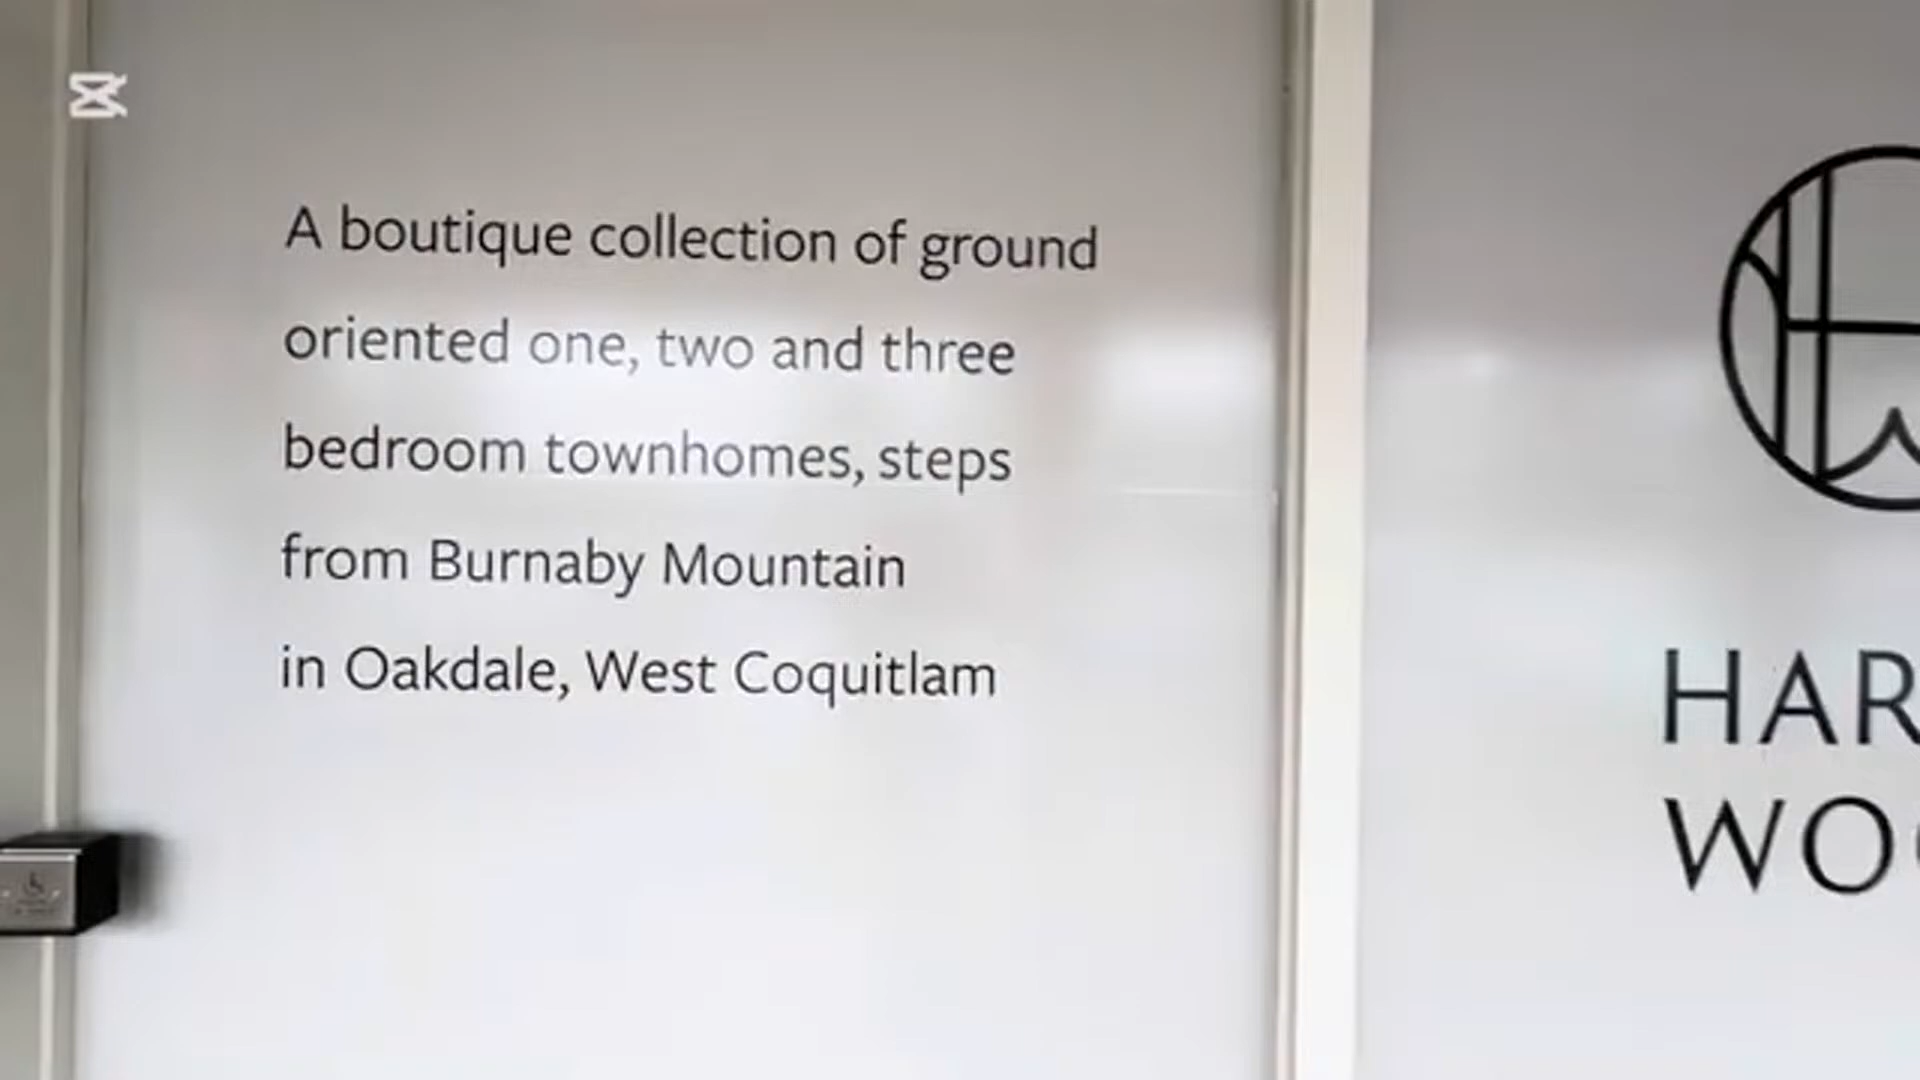 A boutique collection of ground
oriented one, two and three
bedroom townhomes, steps
from Burnaby Mountain
in Oakdale, West Coquitlam
HAR
WO